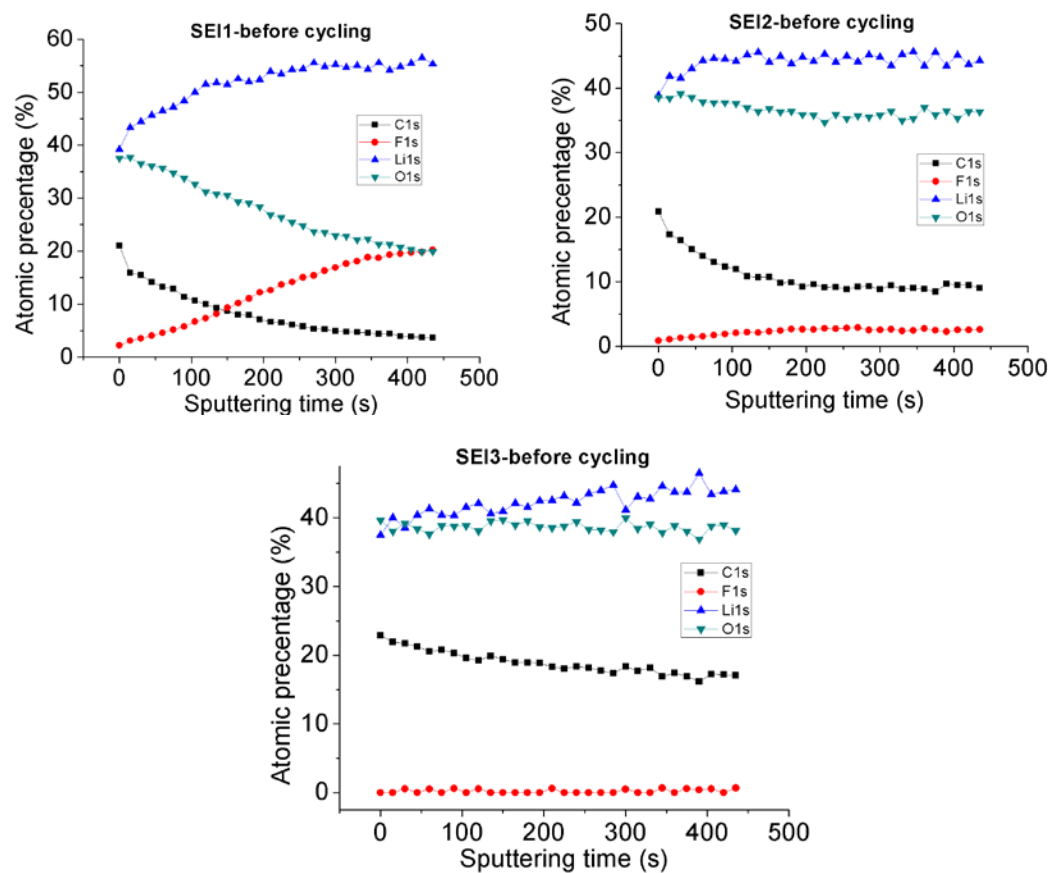 SEI1-before cycling
60
50
40
30
20
10
0
Atomic precentage (%)
C1s
F1s
Li1s
O1s
0 100 200 300 400 500
Sputtering time (s)
SEI2-before cycling
50
40
30
20
10
0
Atomic precentage (%)
C1s
F1s
Li1s
O1s
0 100 200 300 400 500
Sputtering time (s)
SEI3-before cycling
40
30
20
10
0
Atomic precentage (%)
C1s
F1s
Li1s
O1s
0 100 200 300 400 500
Sputtering time (s)